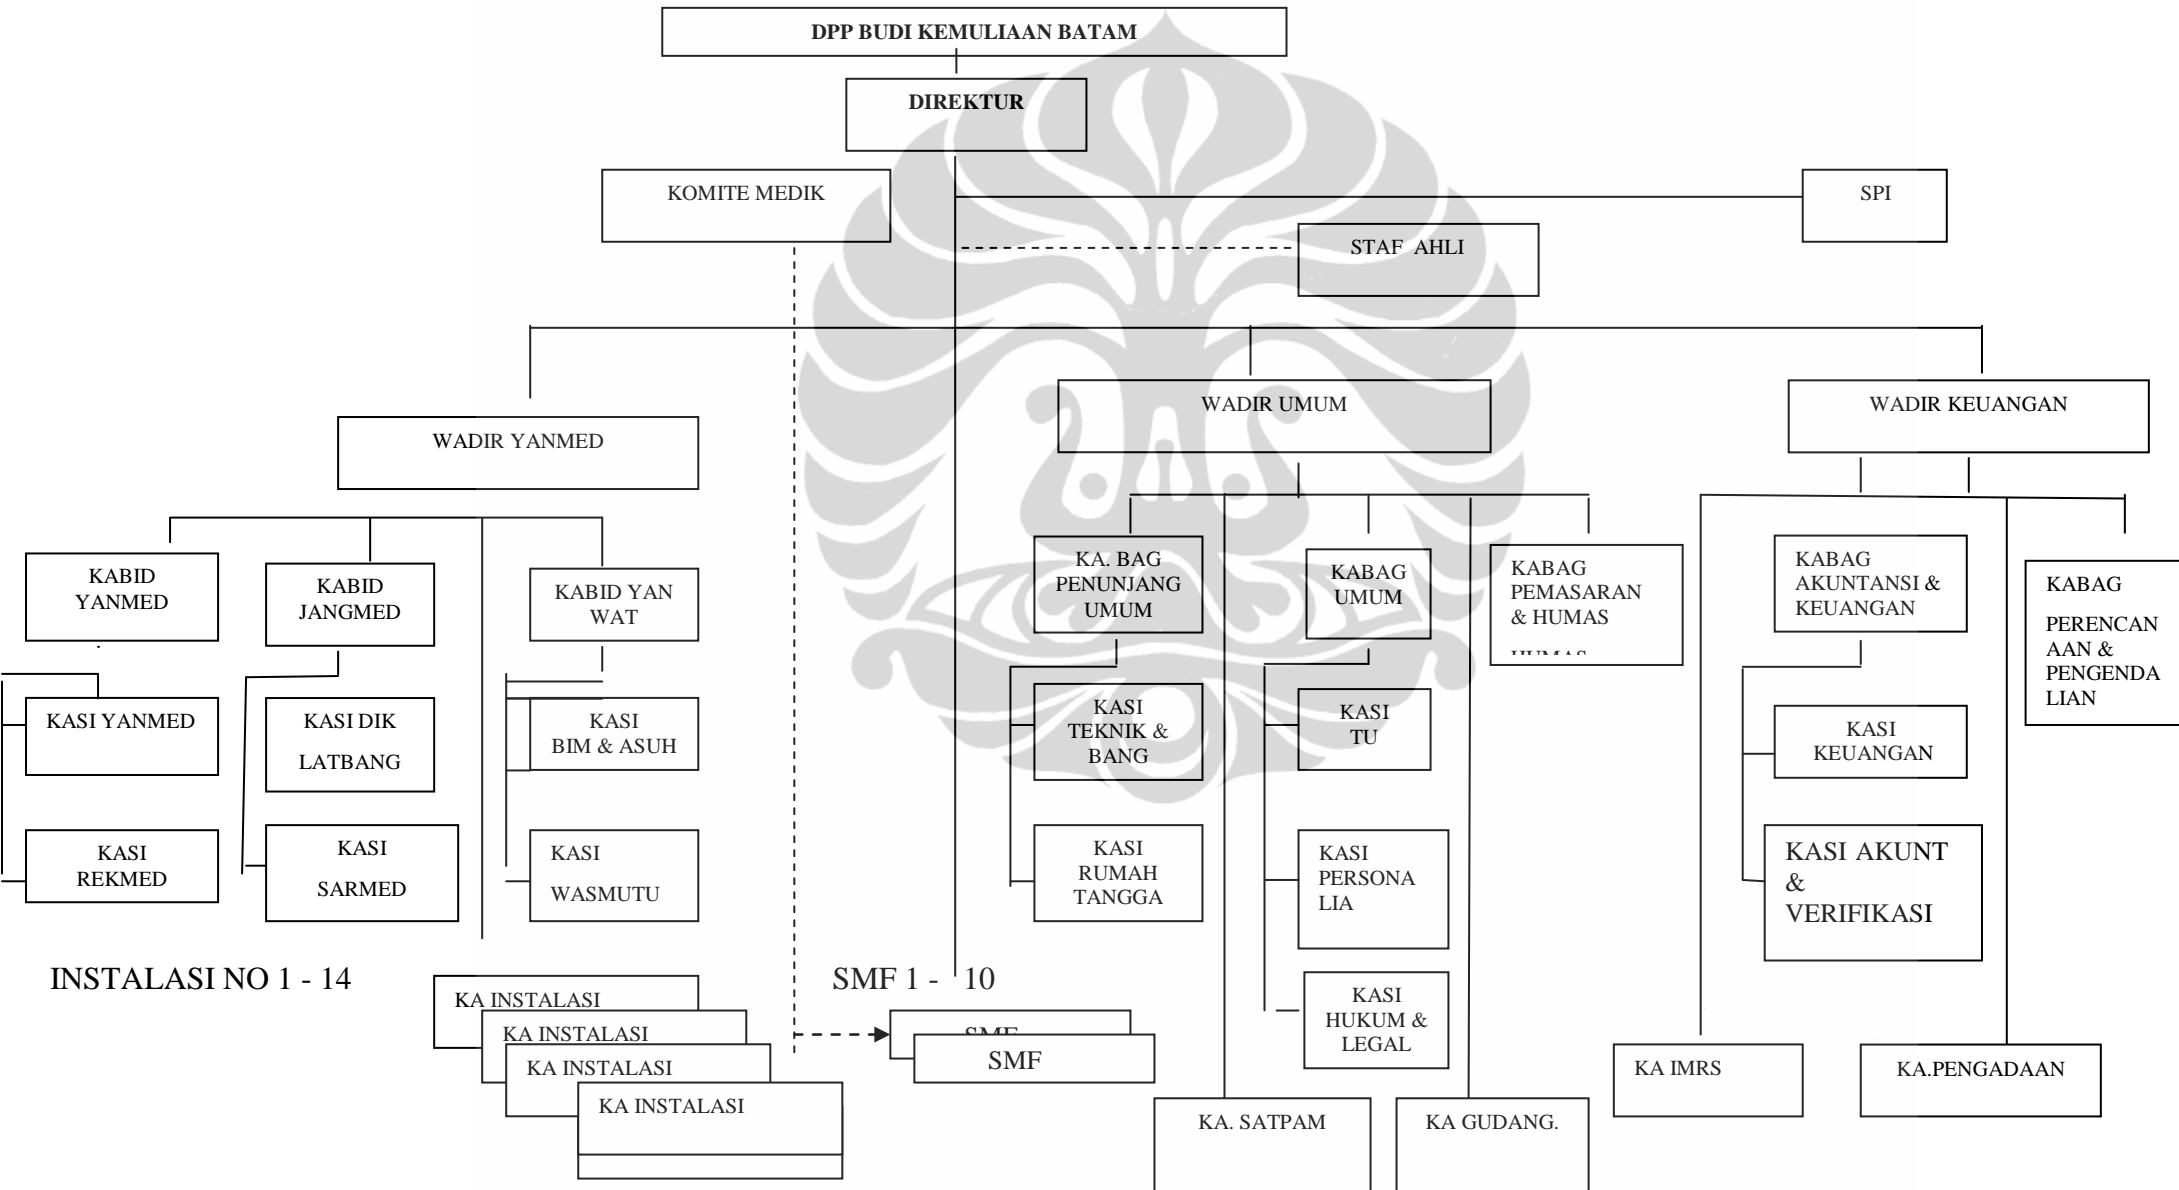 DPP BUDI KEMULIAAN BATAM
DIREKTUR
KOMITE MEDIK
SPI
STAF AHLI
WADIR YANMED
WADIR UMUM
WADIR KEUANGAN
KABID
YANMED
KABID
JANGMED
KABID YAN
WAT
KA. BAG
PENUNJANG
UMUM
KABAG
UMUM
KABAG
PEMASARAN
& HUMAS
HUMAS
KABAG
AKUNTANSI &
KEUANGAN
KABAG
PERENCAN
AAN &
PENGENDA
LIAN
KASI YANMED
KASI DIK
LATBANG
KASI
BIM & ASUH
KASI
TEKNIK &
BANG
KASI
TU
KASI
KEUANGAN
KASI
REKMED
KASI
SARMED
KASI
WASMUTU
KASI
RUMAH
TANGGA
KASI
PERSONA
LIA
KASI AKUNT
&
VERIFIKASI
INSTALASI NO 1 - 14
SMF 1 - 10
KA INSTALASI
KA INSTALASI
KA INSTALASI
KA INSTALASI
SMF
SMF
KASI
HUKUM &
LEGAL
KA IMRS
KA.PENGADAAN
KA. SATPAM
KA GUDANG.